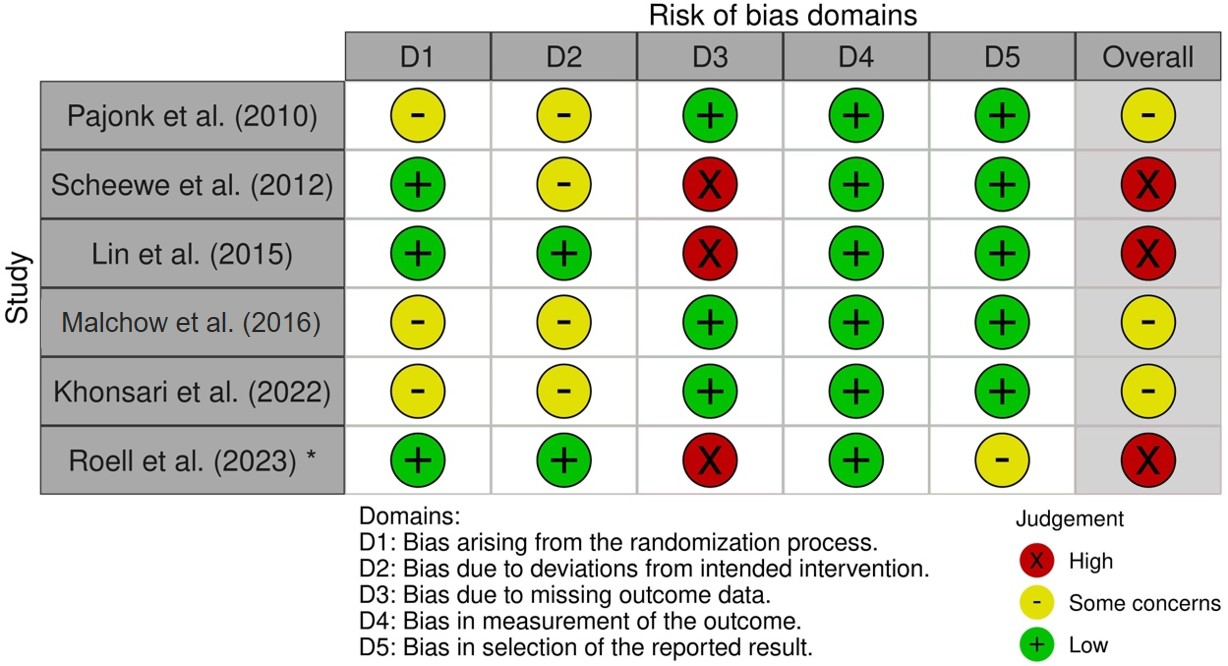 Risk of bias domains
D1 D2 D3 D4 D5 Overall
Study
Pajonk et al. (2010) - - + + + -
Scheewe et al. (2012) + - X + + X
Lin et al. (2015) + + X + + X
Malchow et al. (2016) - - + + + -
Khonsari et al. (2022) - - + + + -
Roell et al. (2023) * + + X + - X
Domains:
D1: Bias arising from the randomization process.
D2: Bias due to deviations from intended intervention.
D3: Bias due to missing outcome data.
D4: Bias in measurement of the outcome.
D5: Bias in selection of the reported result.
Judgement
X High
- Some concerns
+ Low